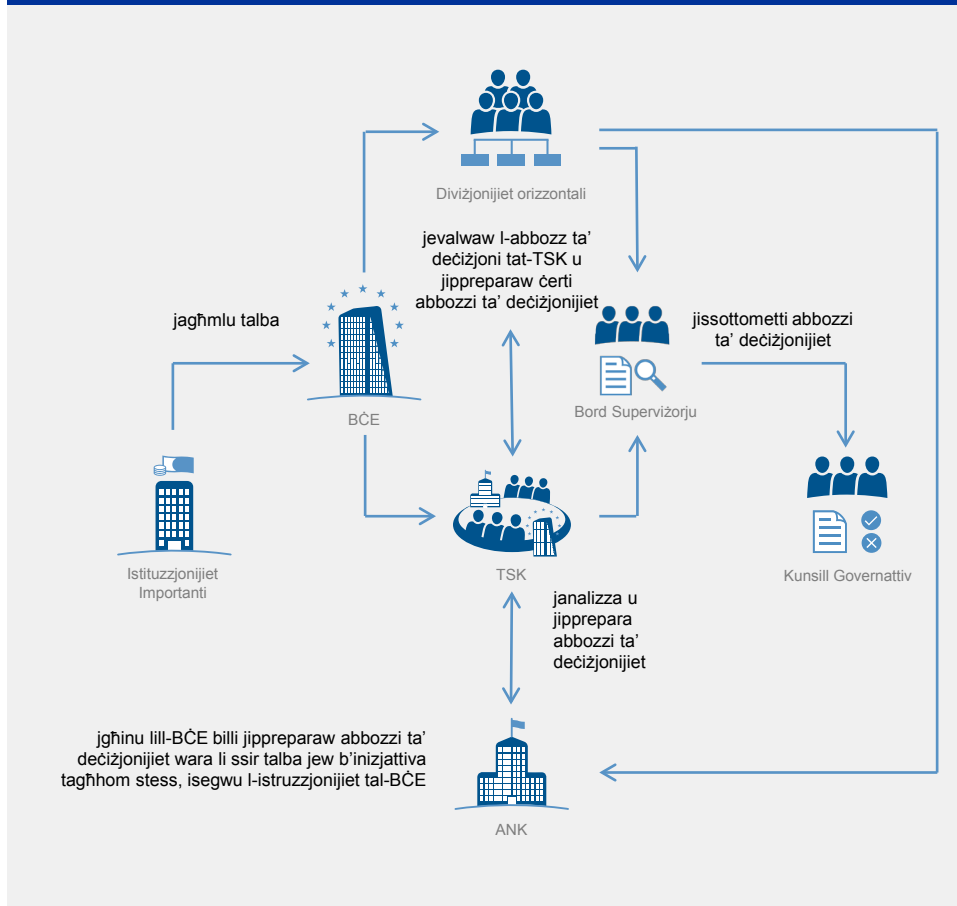 Diviżjonijiet orizzontali
jevalwaw l-abbozz ta’
deċiżjoni tat-TSK u
jippreparaw ċerti
abbozzi ta’ deċiżjonijiet
jagħmlu talba
BĊE
jissottometti abbozzi
ta’ deċiżjonijiet
Bord Superviżorju
Istituzzjonijiet
Importanti
TSK
Kunsill Governattiv
janalizza u
jipprepara
abbozzi ta’
deċiżjonijiet
jgħinu lill-BĊE billi jippreparaw abbozzi ta’
deċiżjonijiet wara li ssir talba jew b’inizjattiva
tagħhom stess, isegwu l-istruzzjonijiet tal-BĊE
ANK